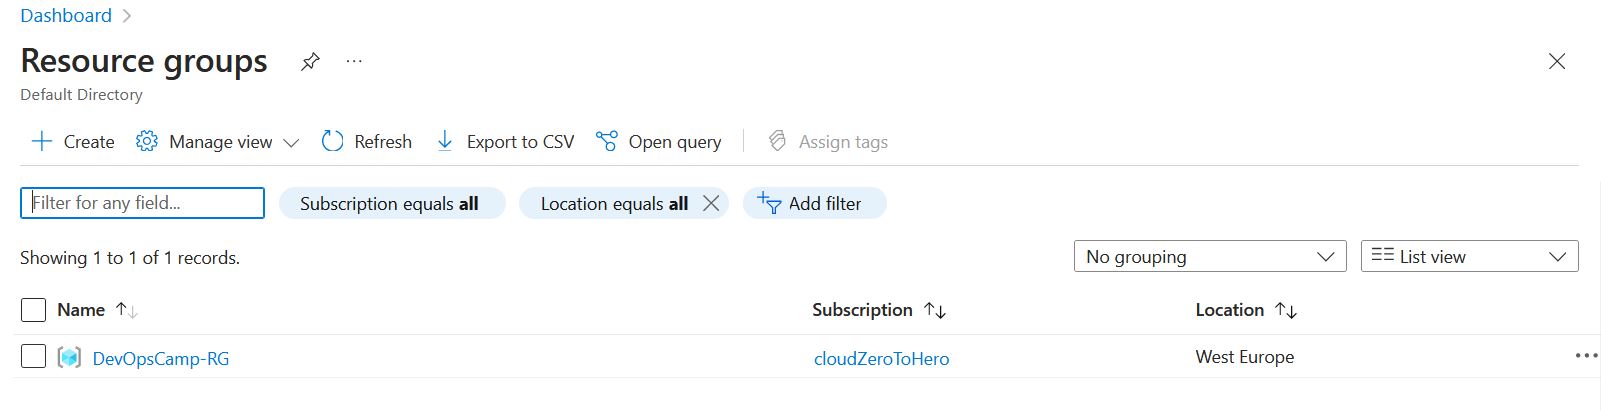 Dashboard
Resource groups
Default Directory
Create Manage view Refresh Export to CSV Open query Assign tags
Filter for any field... Subscription equals all Location equals all Add filter
Showing 1 to 1 of 1 records. No grouping List view
Name Subscription Location
DevOpsCamp-RG cloudZeroToHero West Europe